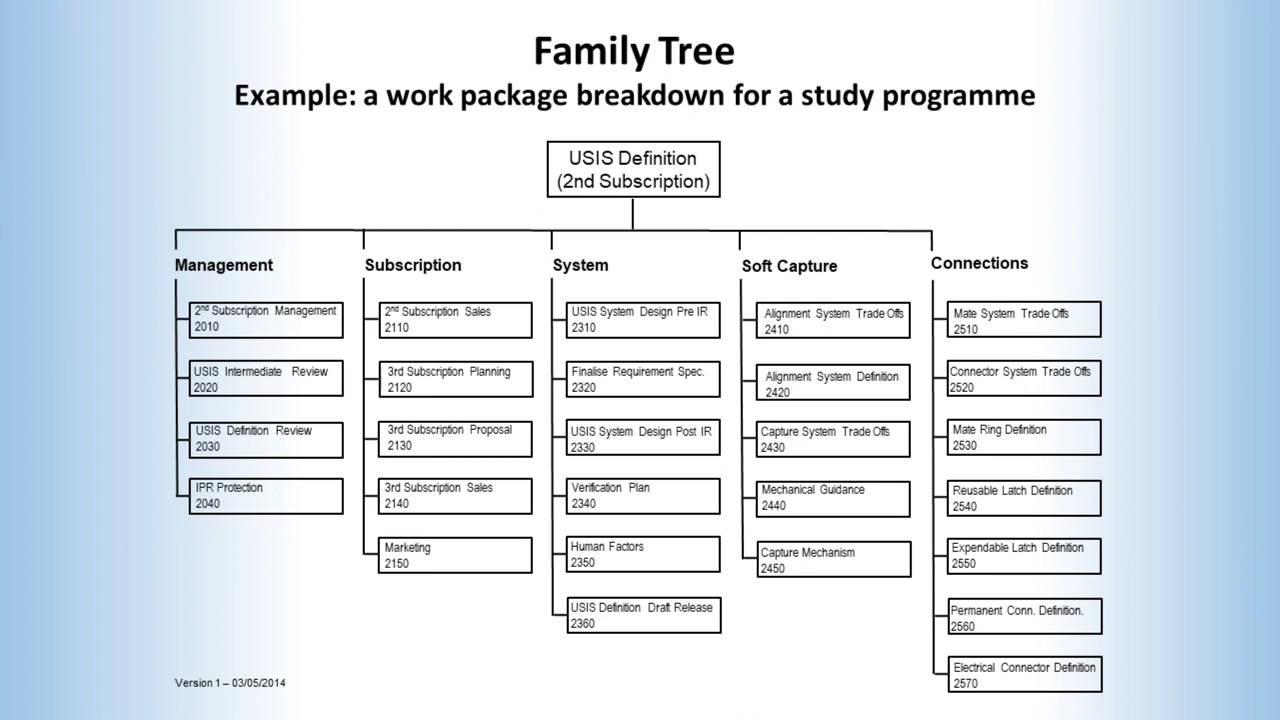 Family Tree
Example: a work package breakdown for a study programme
USIS Definition
(2nd Subscription)
Management
2nd Subscription Management
2010
USIS Intermediate Review
2020
USIS Definition Review
2030
IPR Protection
2040
Subscription
2nd Subscription Sales
2110
3rd Subscription Planning
2120
3rd Subscription Proposal
2130
3rd Subscription Sales
2140
Marketing
2150
System
USIS System Design Pre IR
2310
Finalise Requirement Spec.
2320
USIS System Design Post IR
2330
Verification Plan
2340
Human Factors
2350
USIS Definition Draft Release
2360
Soft Capture
Alignment System Trade Offs
2410
Alignment System Definition
2420
Capture System Trade Offs
2430
Mechanical Guidance
2440
Capture Mechanism
2450
Connections
Mate System Trade Offs
2510
Connector System Trade Offs
2520
Mate Ring Definition
2530
Reusable Latch Definition
2540
Expendable Latch Definition
2550
Permanent Conn. Definition.
2560
Electrical Connector Definition
2570
Version 1 – 03/05/2014